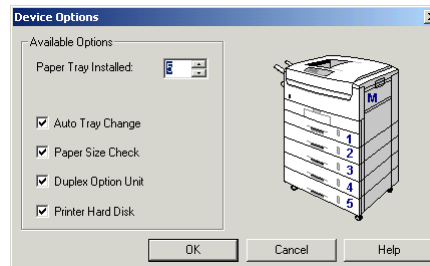 Device Options
Available Options
Paper Tray Installed: 5
Auto Tray Change
Paper Size Check
Duplex Option Unit
Printer Hard Disk
M
1
2
3
4
5
OK Cancel Help